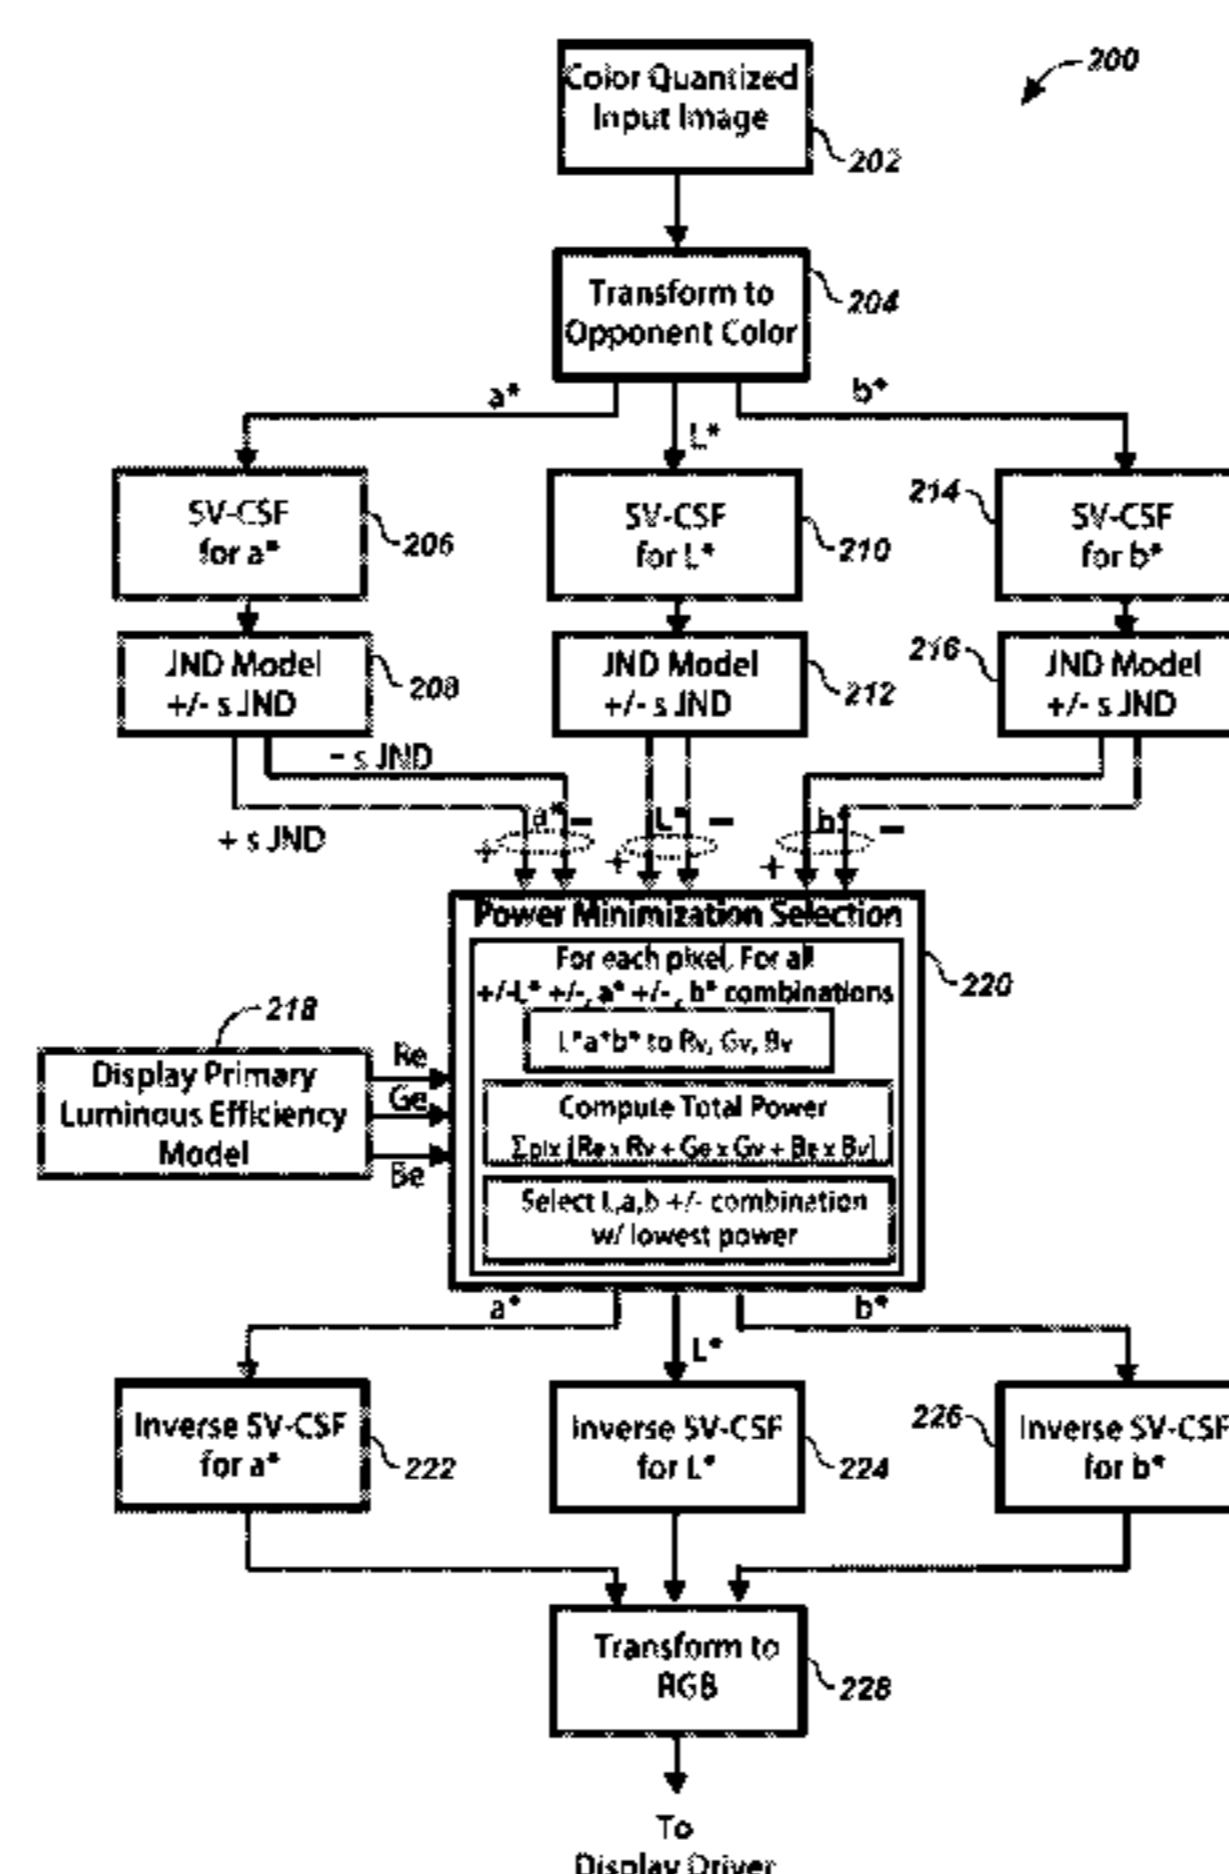 200
Color Quantized
Input Image
202
Transform to
Opponent Color
204
a*
L*
b*
SV-CSF
for a*
206
SV-CSF
for L*
210
214
SV-CSF
for b*
JND Model
+/- s JND
208
JND Model
+/- s JND
212
216
JND Model
+/- s JND
- s JND
+ s JND
a*
+
-
L*
+
-
b*
+
-
Power Minimization Selection
For each pixel, For all
+/-L* +/-, a* +/-, b* combinations
L*a*b* to Rv, Gv, Bv
Compute Total Power
Σpix [Re x Rv + Ge x Gv + Be x Bv]
Select L,a,b +/- combination
w/ lowest power
220
218
Display Primary
Luminous Efficiency
Model
Re
Ge
Be
a*
L*
b*
Inverse SV-CSF
for a*
222
Inverse SV-CSF
for L*
224
226
Inverse SV-CSF
for b*
Transform to
RGB
228
To
Display Driver